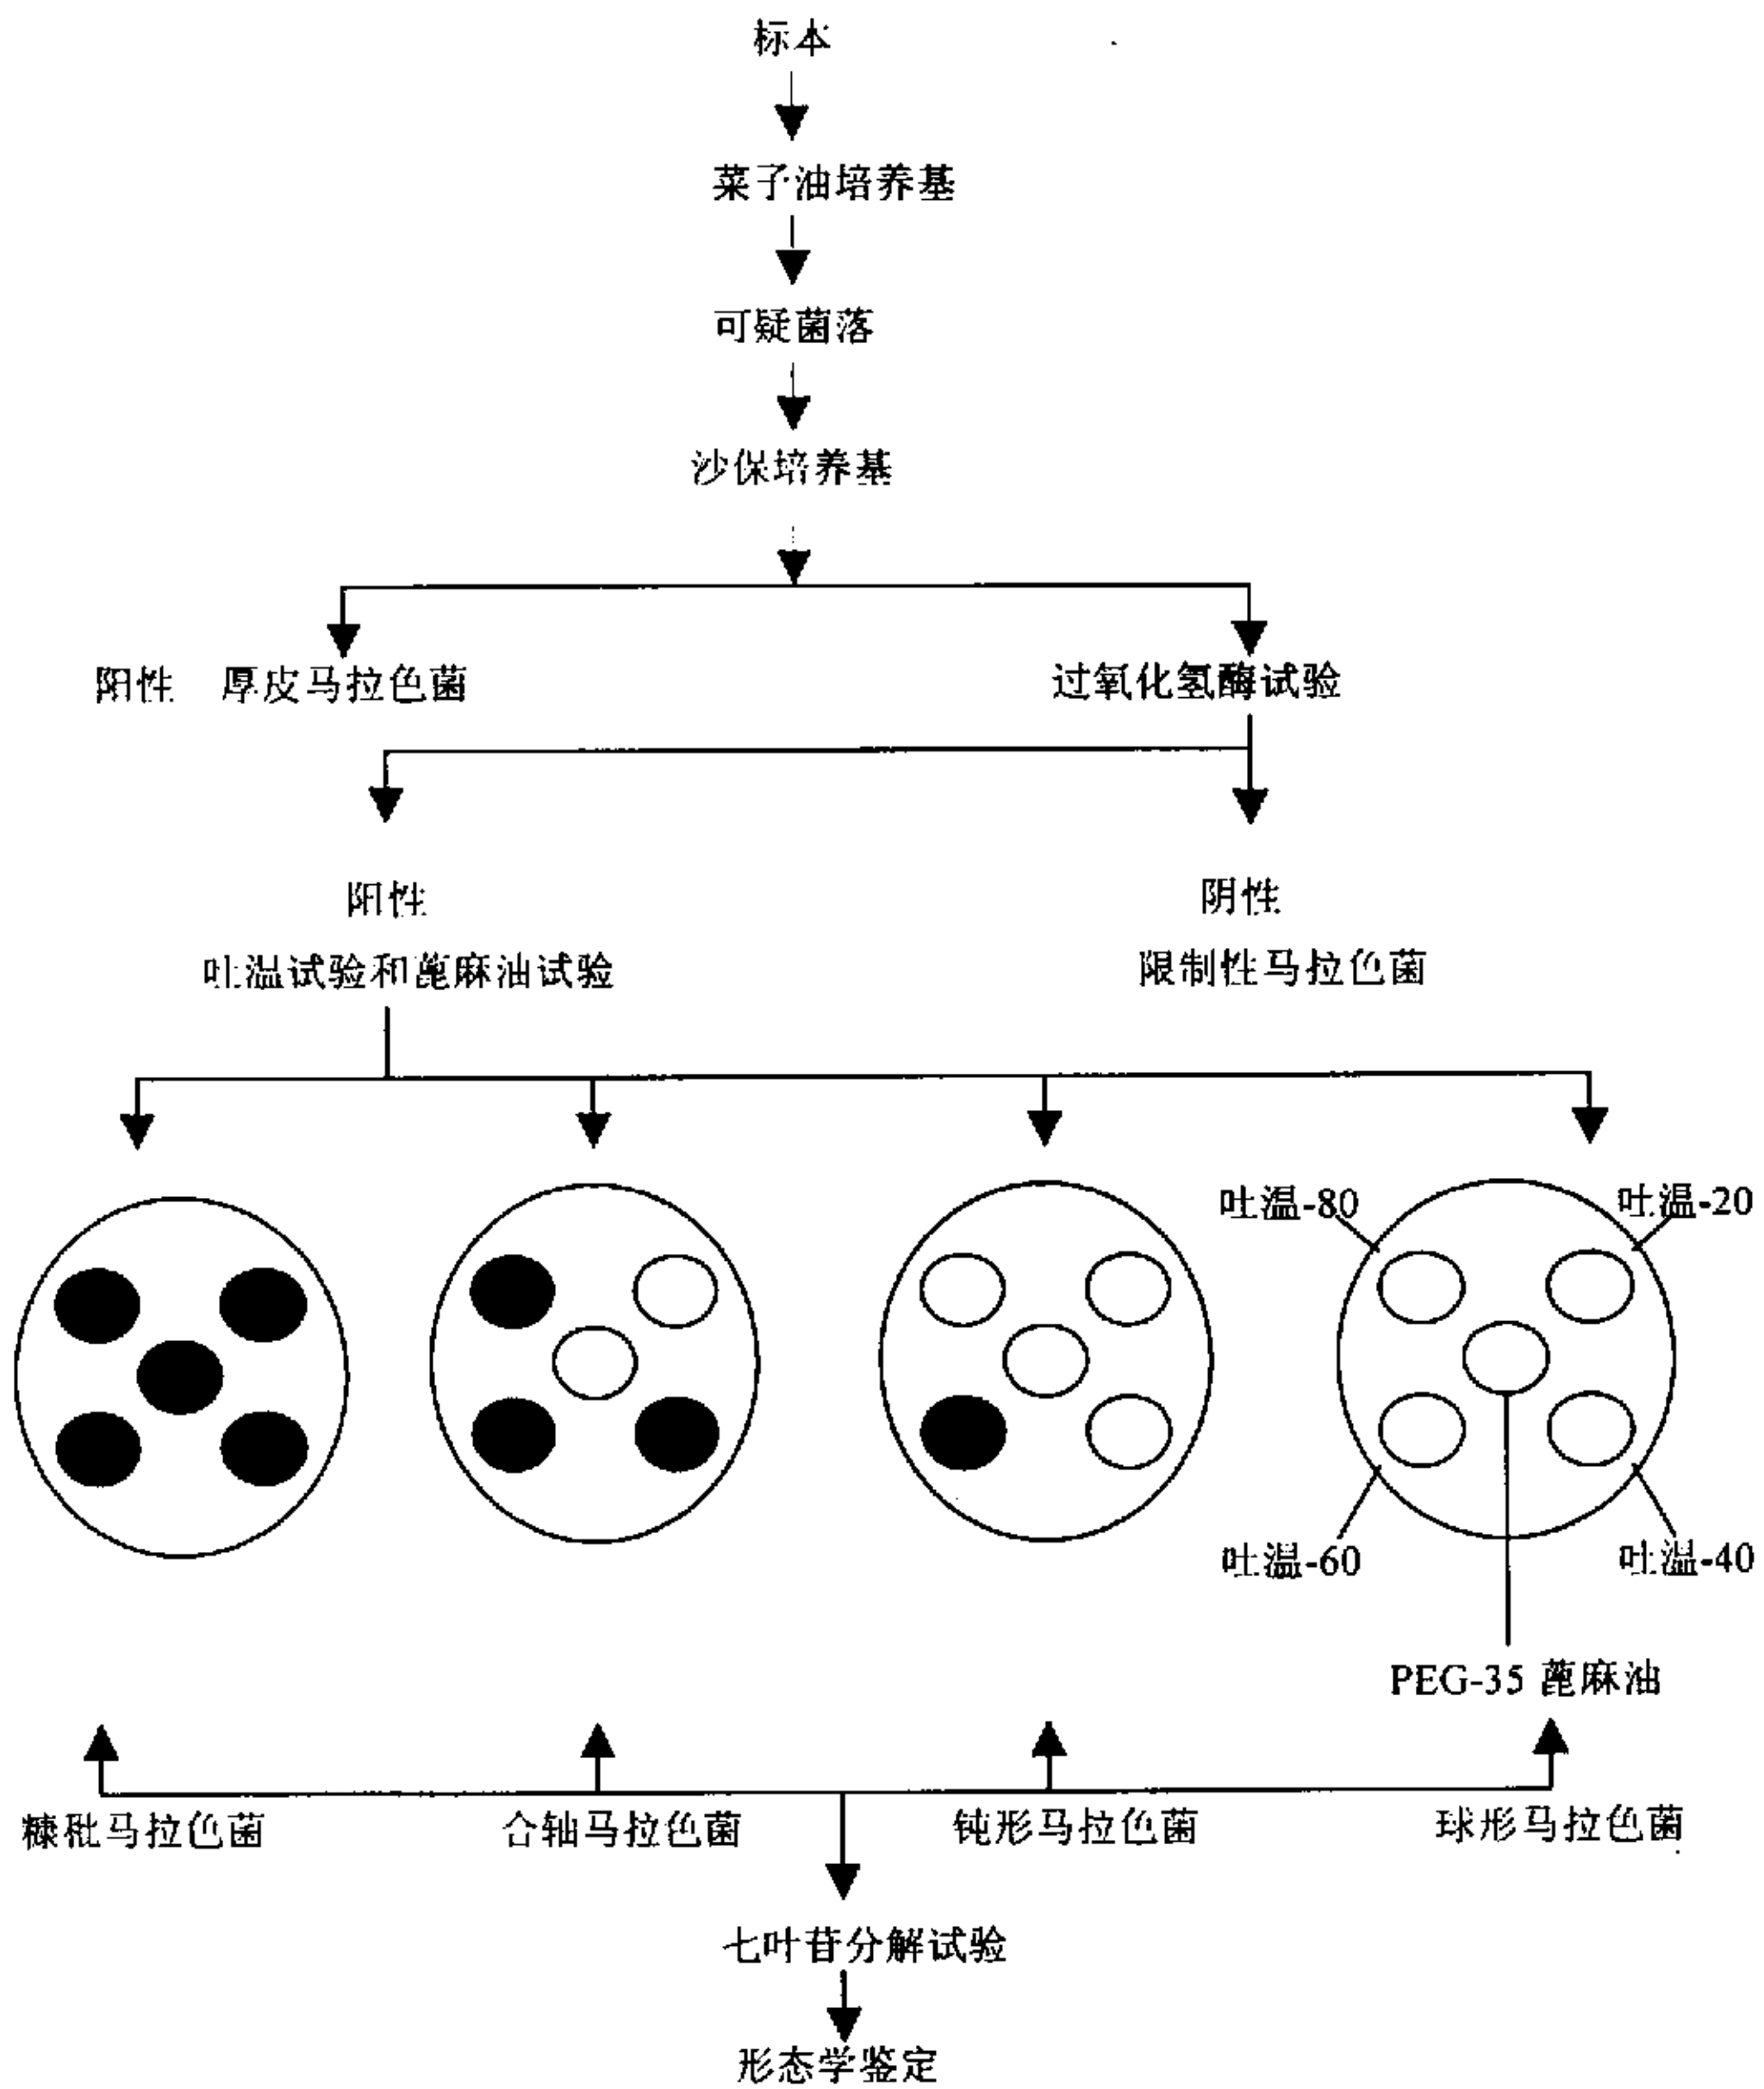 标本
菜子油培养基
可疑菌落
沙保培养基
阳性 厚皮马拉色菌
过氧化氢酶试验
阳性
阴性
吐温试验和蓖麻油试验
限制性马拉色菌
吐温-80
吐温-20
吐温-60
吐温-40
PEG-35 蓖麻油
糠秕马拉色菌
合轴马拉色菌
钝形马拉色菌
球形马拉色菌
七叶苷分解试验
形态学鉴定